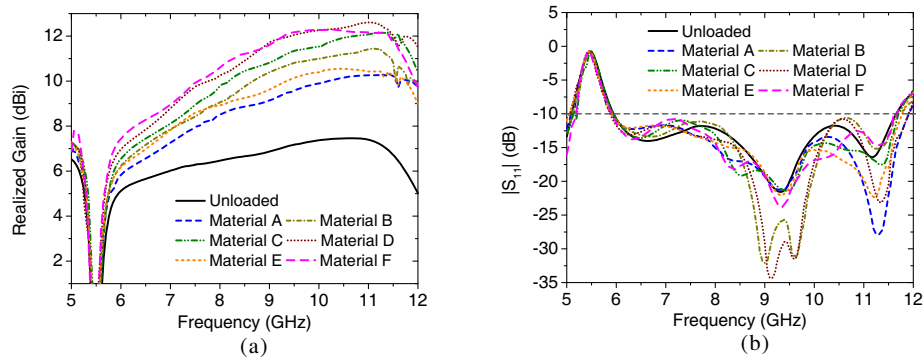 Realized Gain (dBi)
12
10
8
6
4
2
Unloaded
Material A
Material B
Material C
Material D
Material E
Material F
5 6 7 8 9 10 11 12
Frequency (GHz)
(a)
|S11| (dB)
5
0
-5
-10
-15
-20
-25
-30
-35
Unloaded
Material A
Material B
Material C
Material D
Material E
Material F
5 6 7 8 9 10 11 12
Frequency (GHz)
(b)